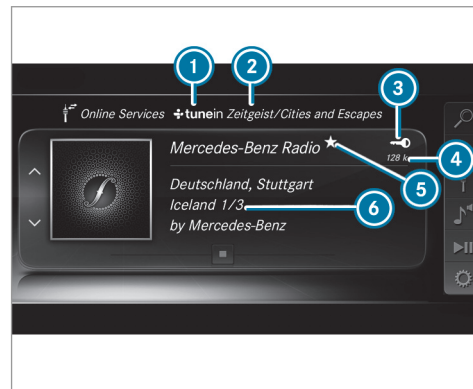 1 2 3
Online Services tunein Zeitgeist/Cities and Escapes
Mercedes-Benz Radio
128 k
4
5
Deutschland, Stuttgart
Iceland 1/3
6
by Mercedes-Benz